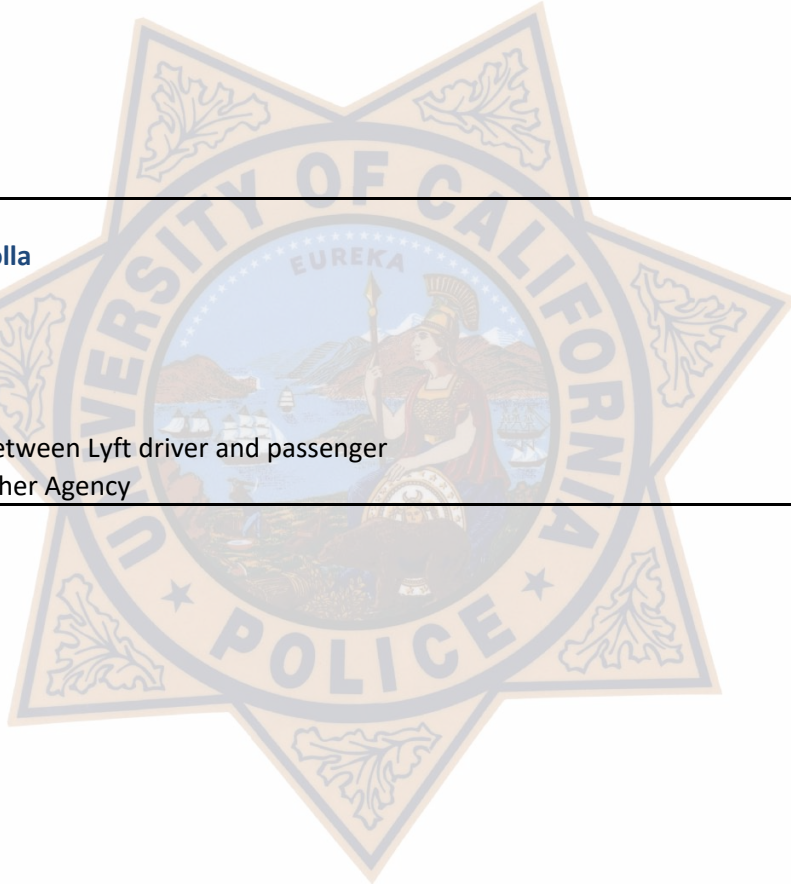 olla
etween Lyft driver and passenger
her Agency
UNIVERSITY OF CALIFORNIA
EUREKA
POLICE